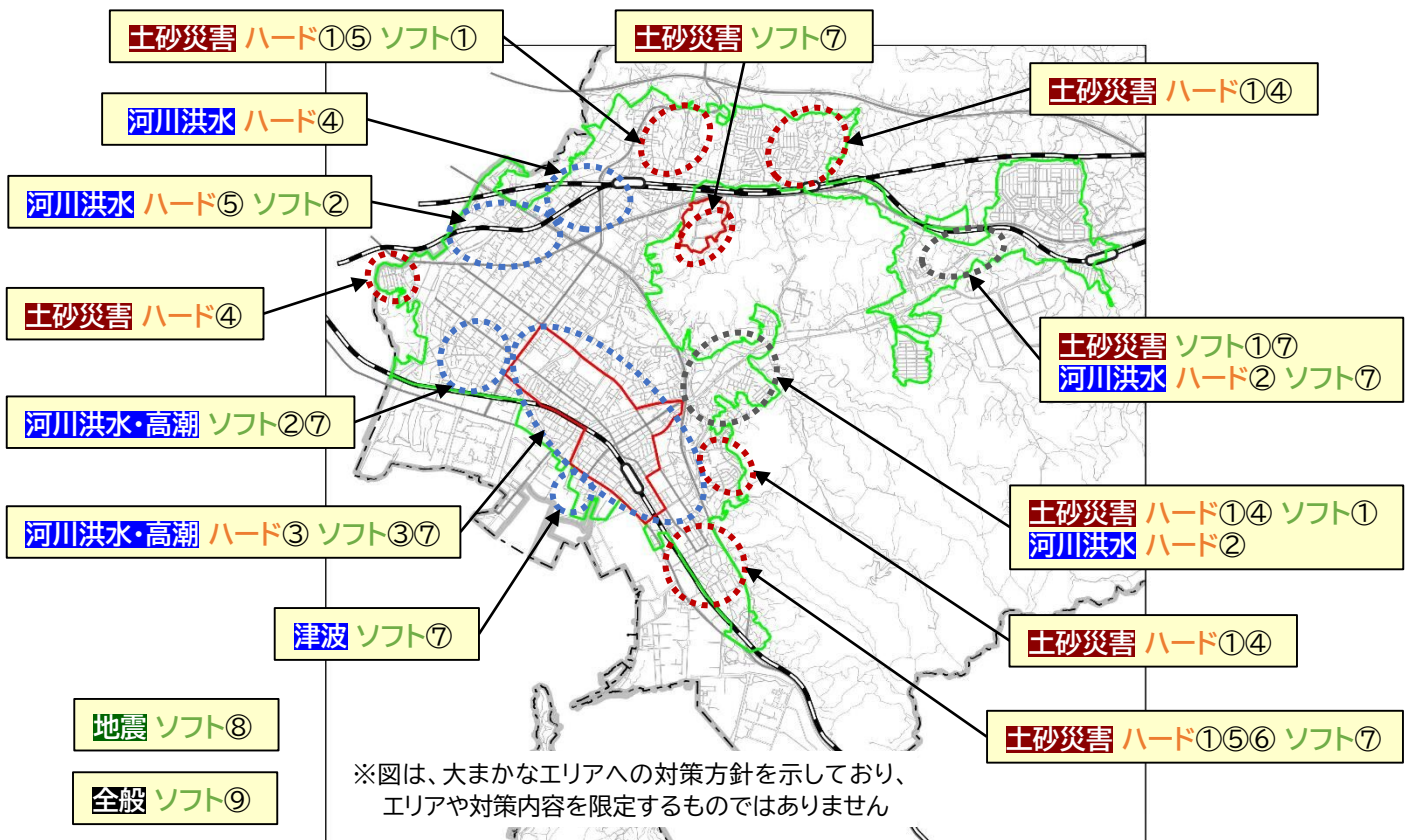 土砂災害 ハード①⑤ ソフト①
土砂災害 ソフト⑦
土砂災害 ハード①④
河川洪水 ハード④
河川洪水 ハード⑤ ソフト②
土砂災害 ハード④
土砂災害 ソフト①⑦
河川洪水 ハード② ソフト⑦
河川洪水・高潮 ソフト②⑦
土砂災害 ハード①④ ソフト①
河川洪水 ハード②
河川洪水・高潮 ハード③ ソフト③⑦
津波 ソフト⑦
土砂災害 ハード①④
土砂災害 ハード①⑤⑥ ソフト⑦
地震 ソフト⑧
全般 ソフト⑨
※図は、大まかなエリアへの対策方針を示しており、
エリアや対策内容を限定するものではありません